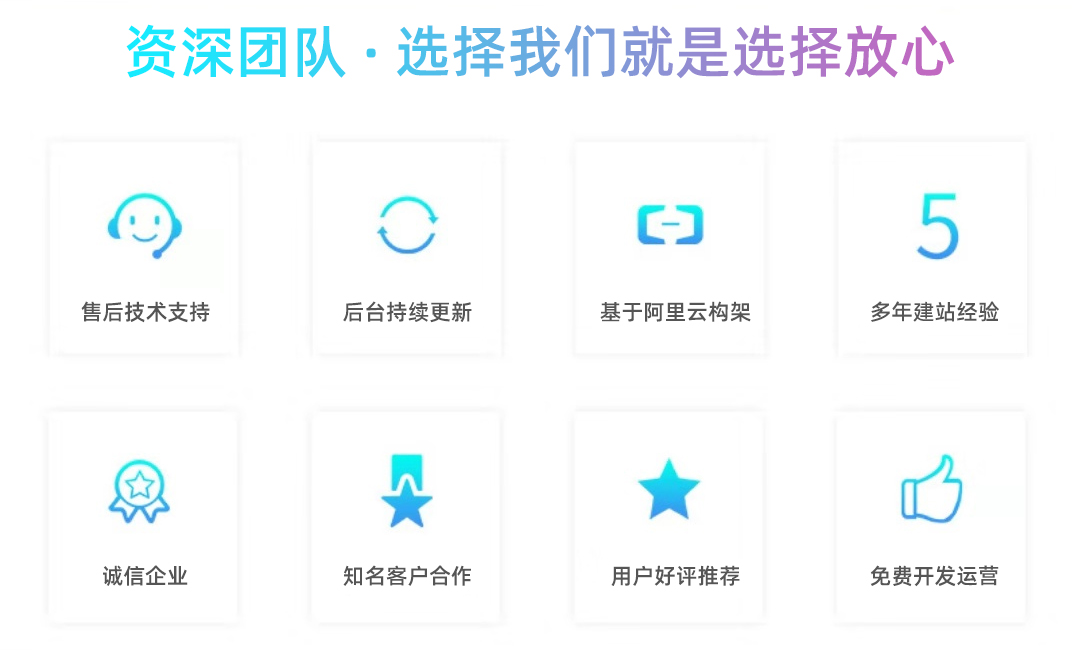 资深团队·选择我们就是选择放心
5
售后技术支持
后台持续更新
基于阿里云构架
多年建站经验
诚信企业
知名客户合作
用户好评推荐
免费开发运营